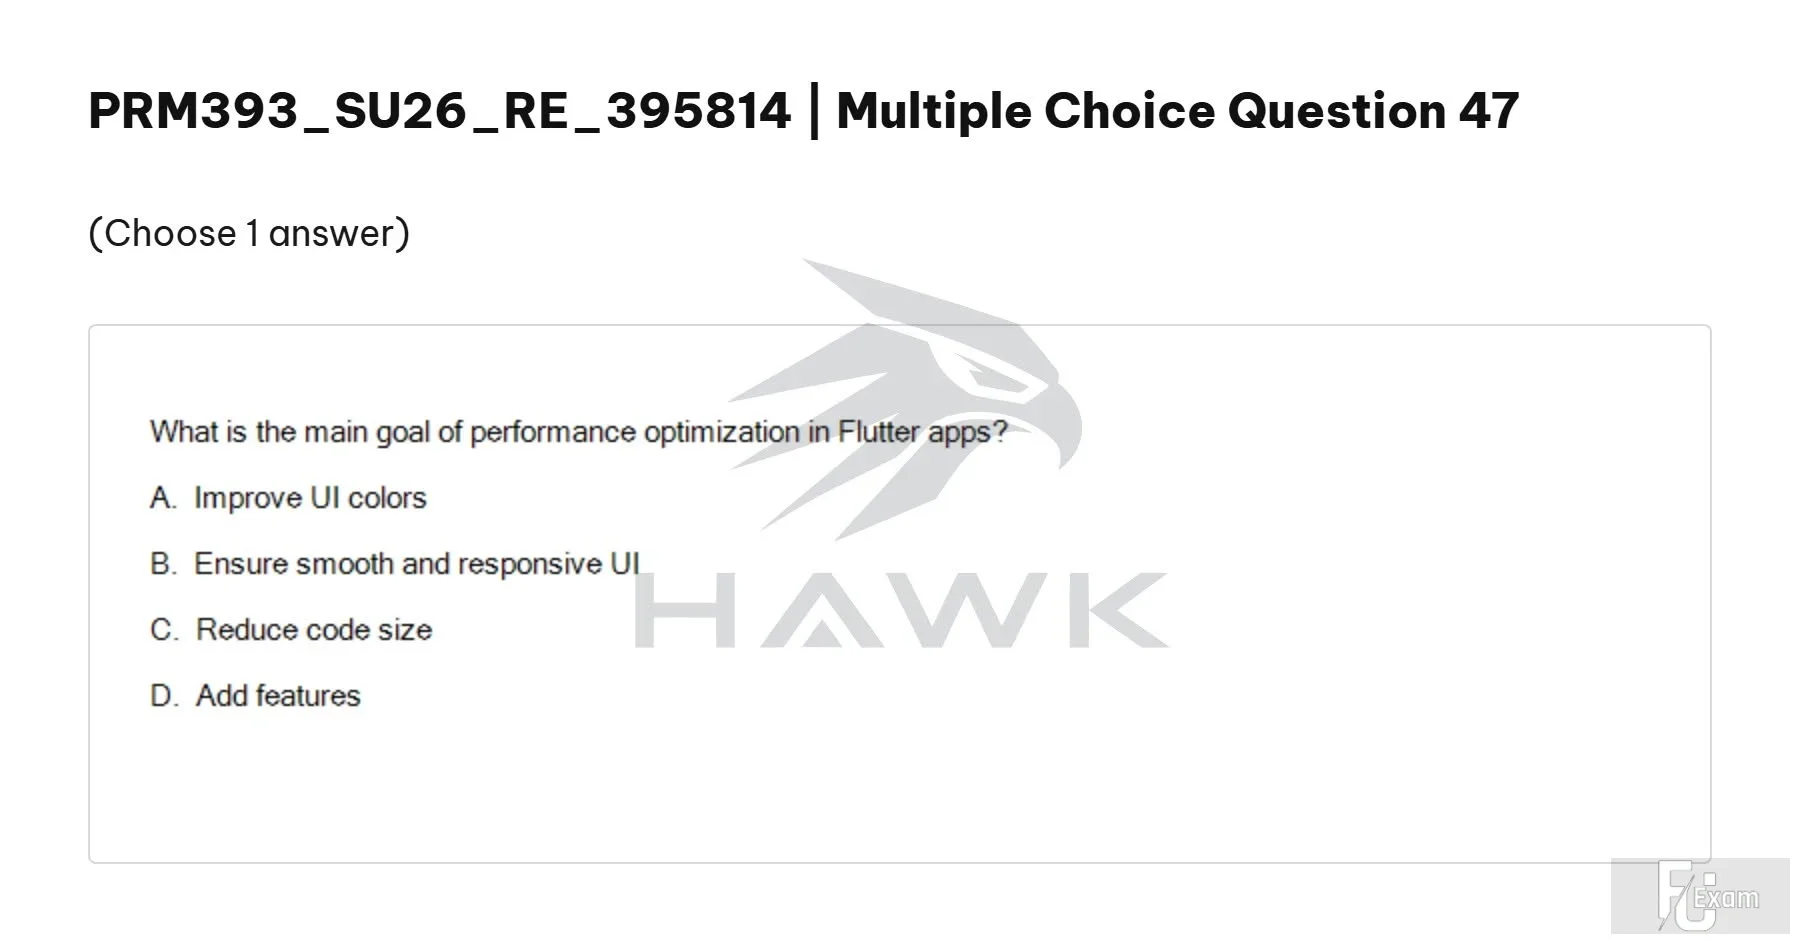 PRM393_SU26_RE_395814 | Multiple Choice Question 47
(Choose 1 answer)
What is the main goal of performance optimization in Flutter apps?
A. Improve UI colors
B. Ensure smooth and responsive UI
C. Reduce code size
D. Add features
HAWK
FU Exam